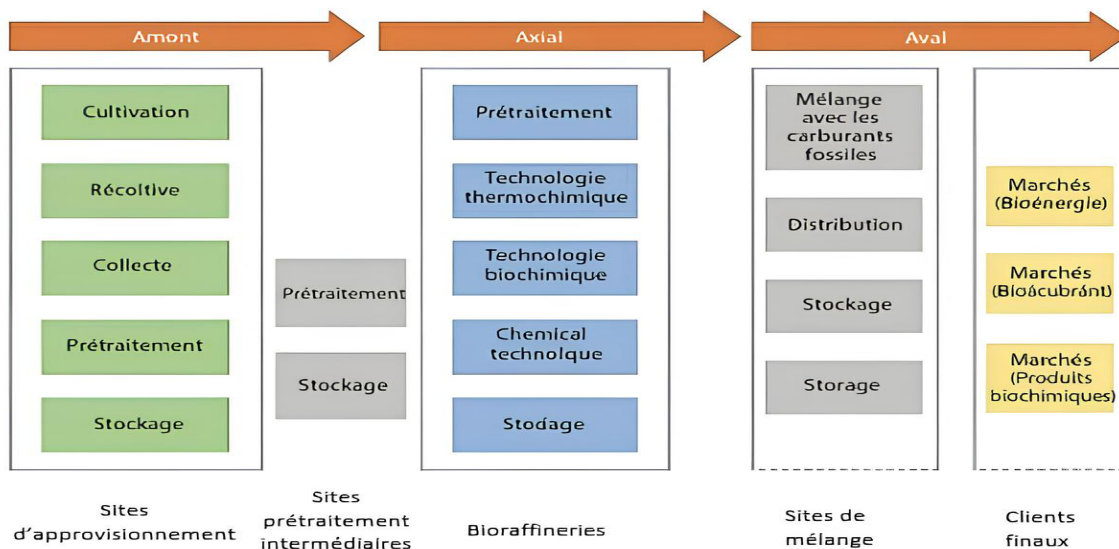 Amont
Axial
Aval
Cultivation
Récoltive
Collecte
Prétraitement
Stockage
Prétraitement
Stockage
Prétraitement
Technologie
thermochimique
Technologie
biochimique
Chemical
technolque
Stodage
Mélange
avec les
carburants
fossiles
Distribution
Stockage
Storage
Marchés
(Bioénergie)
Marchés
(Bioscubránt)
Marchés
(Produits
biochimiques)
Sites
d'approvisionnement
Sites
prétraitement
intermédiaires
Bioraffineries
Sites de
mélange
Clients
finaux